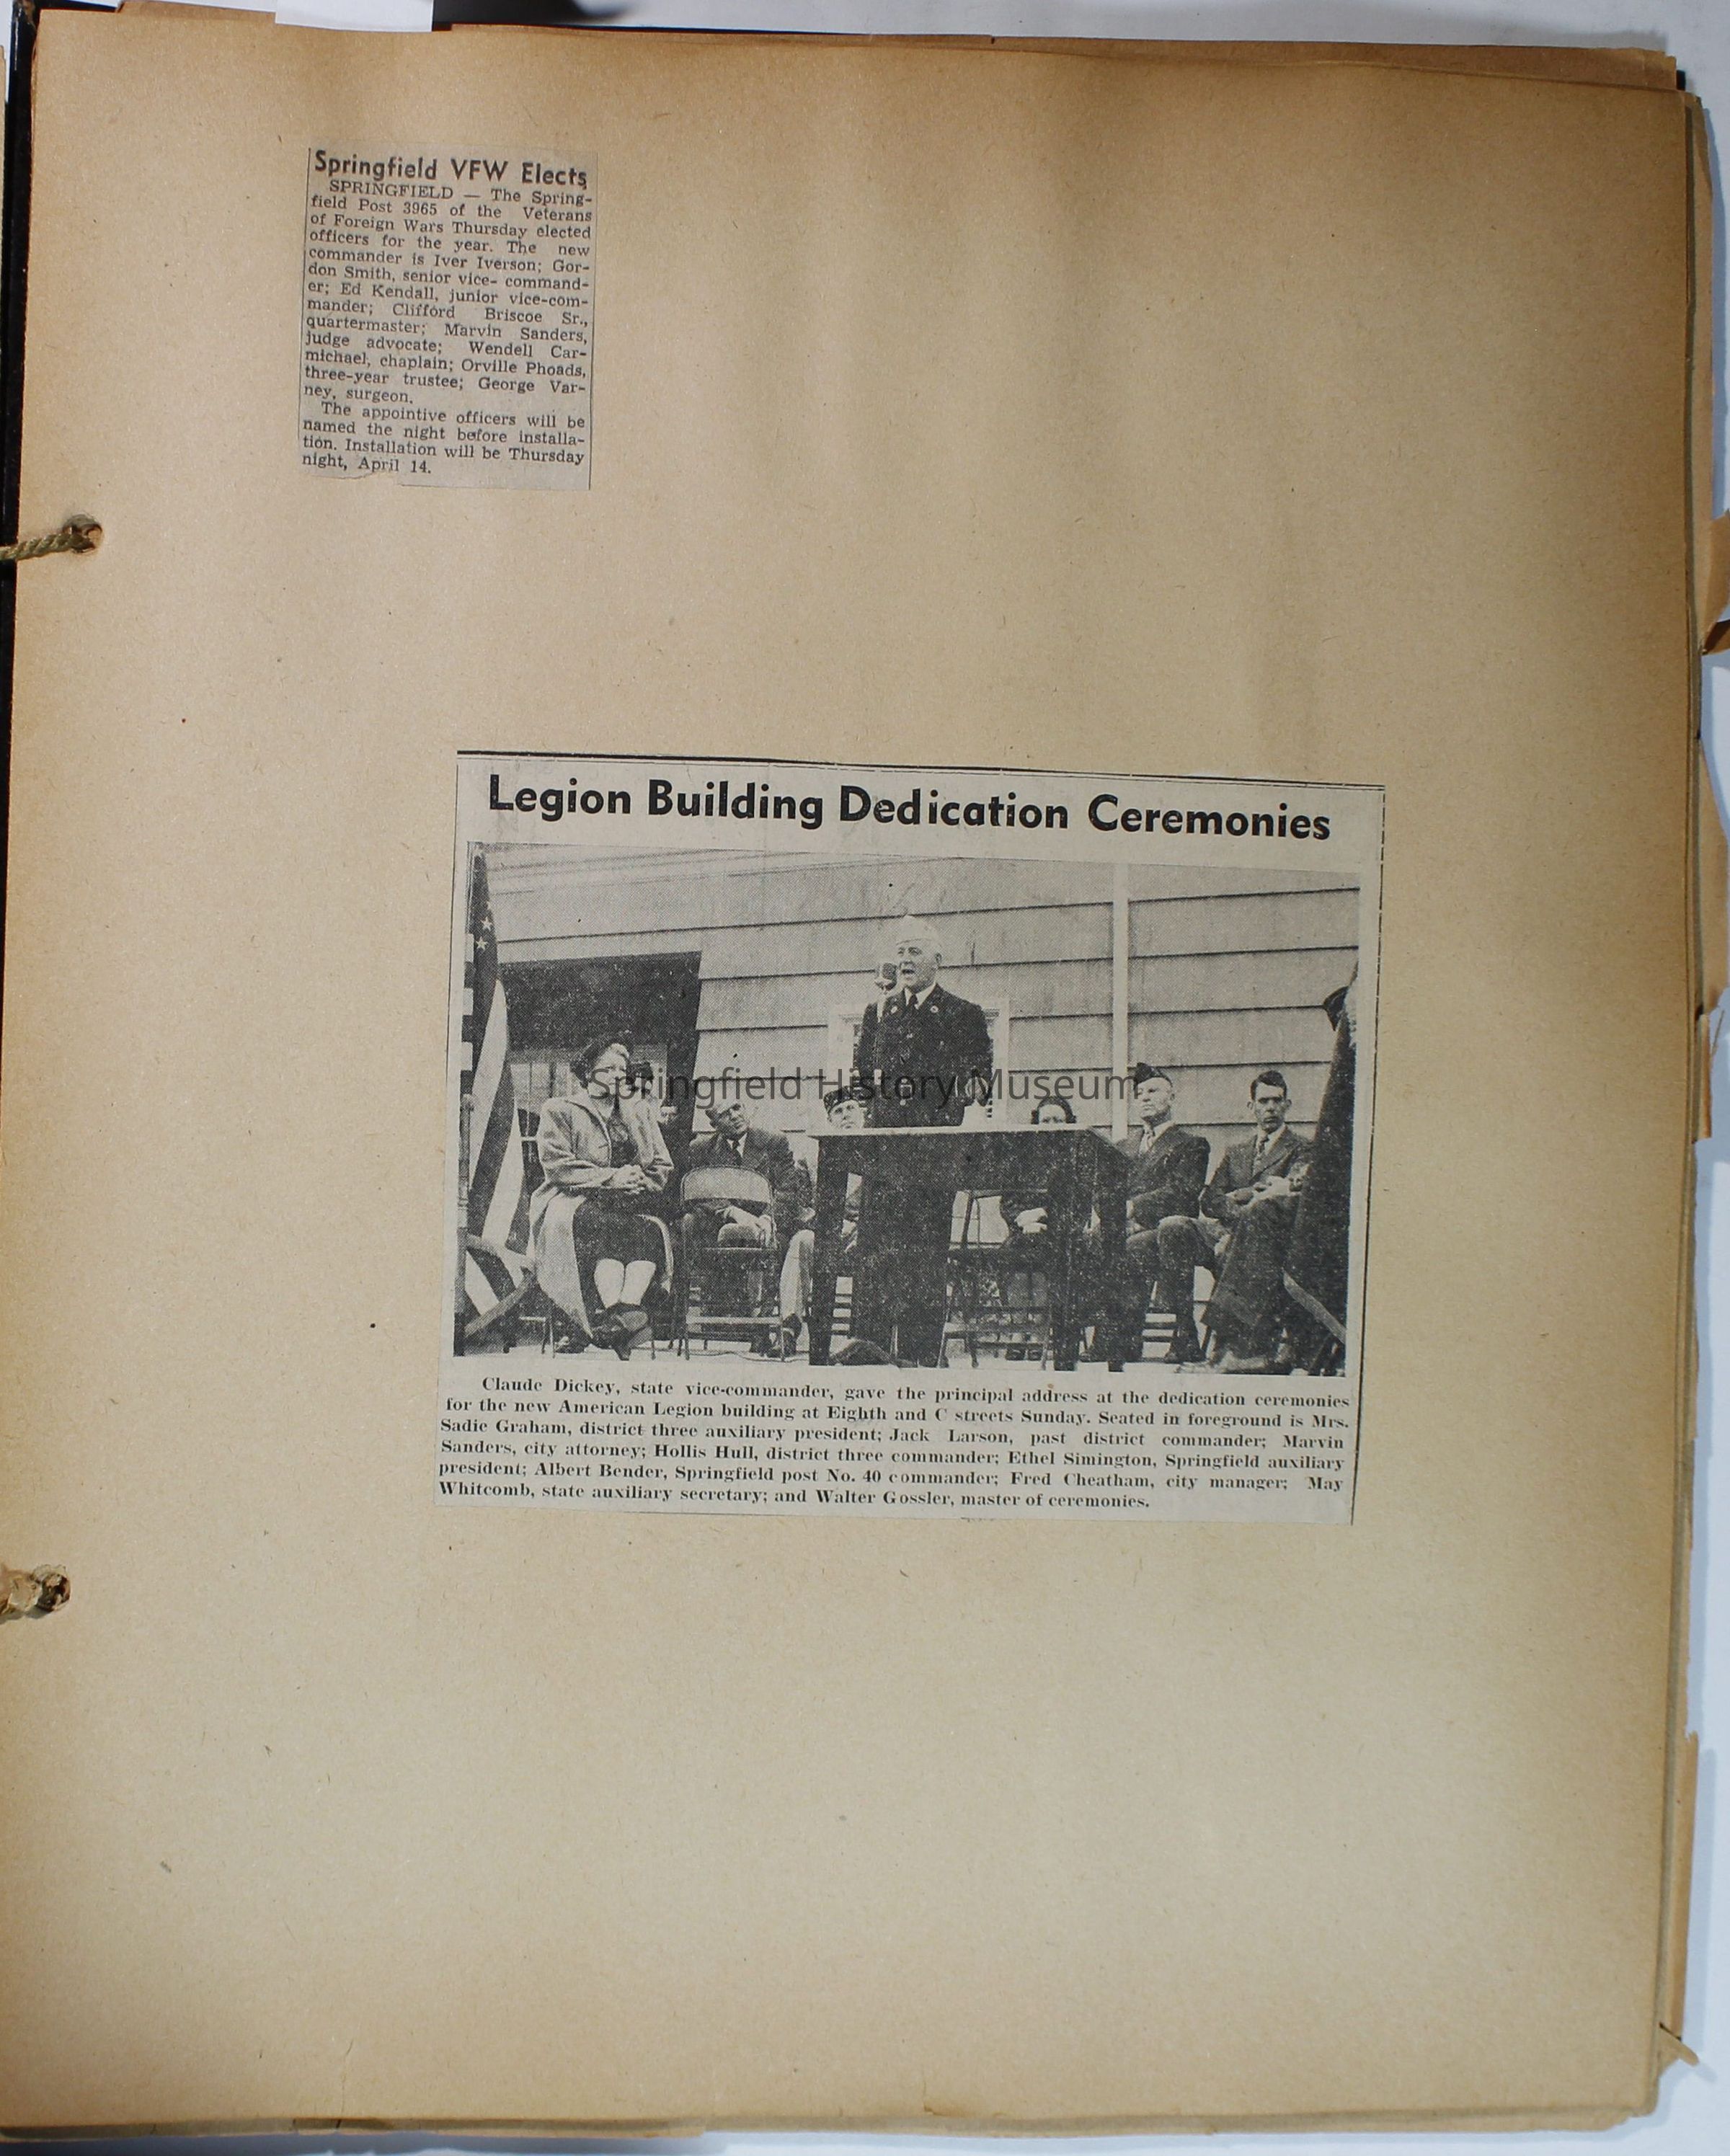 Springfield VFW Elects
SPRINGFIELD — The Spring-
field Post 3965 of the Veterans
of Foreign Wars Thursday elected
officers for the year. The new
commander is Iver Iverson; Gor-
don Smith, senior vice- command-
er; Ed Kendall, junior vice-com-
mander; Clifford Briscoe Sr.,
quartermaster; Marvin Sanders,
judge advocate; Wendell Car-
michael, chaplain; Orville Phoads,
three-year trustee; George Var-
ney, surgeon.
The appointive officers will be
named the night before installa-
tion. Installation will be Thursday
night, April 14.
Legion Building Dedication Ceremonies
Springfield History Museum
Claude Dickey, state vice-commander, gave the principal address at the dedication ceremonies
for the new American Legion building at Eighth and C streets Sunday. Seated in foreground is Mrs.
Sadie Graham, district three auxiliary president; Jack Larson, past district commander; Marvin
Sanders, city attorney; Hollis Hull, district three commander; Ethel Simington, Springfield auxiliary
president; Albert Bender, Springfield post No. 40 commander; Fred Cheatham, city manager; May
Whitcomb, state auxiliary secretary; and Walter Gossler, master of ceremonies.